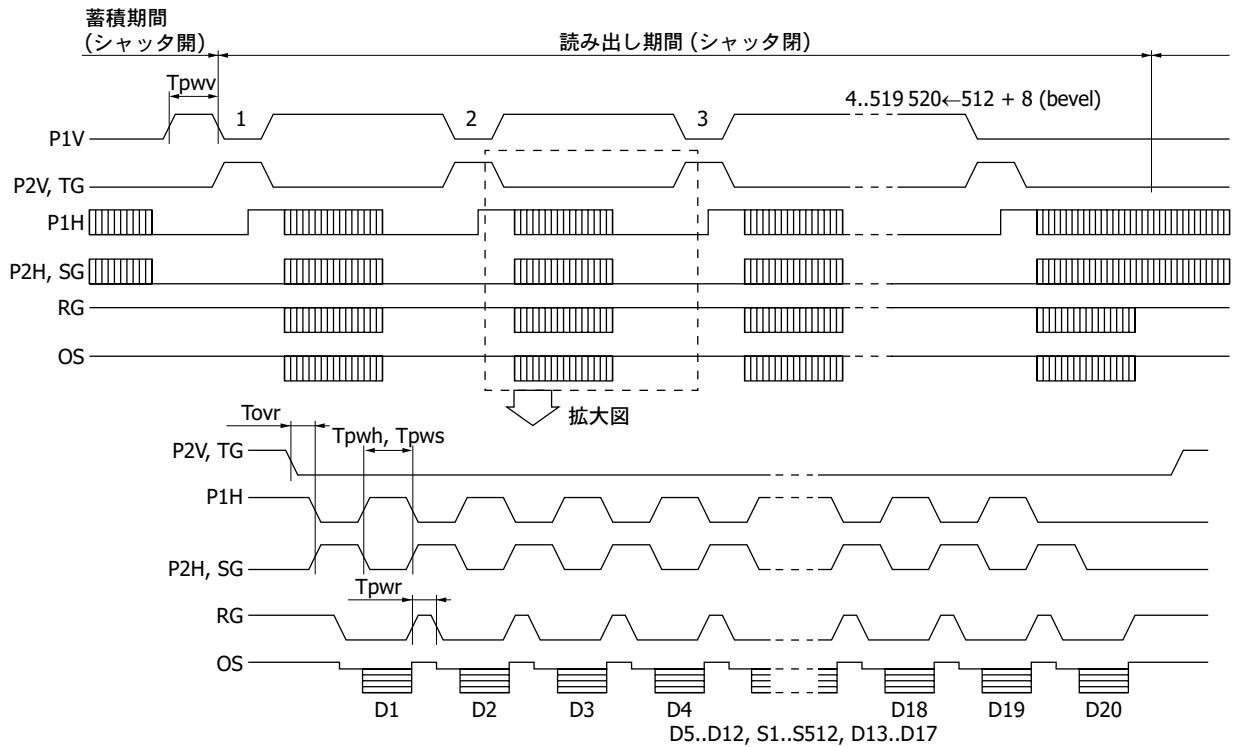 蓄積期間
(シャッタ開)
読み出し期間 (シャッタ閉)
Tpwv
4..519 520←512 + 8 (bevel)
1
2
3
P1V
P2V, TG
P1H
P2H, SG
RG
OS
拡大図
Tovr
Tpwh, Tpws
P2V, TG
P1H
P2H, SG
Tpwr
RG
OS
D1 D2 D3 D4 D18 D19 D20
D5..D12, S1..S512, D13..D17